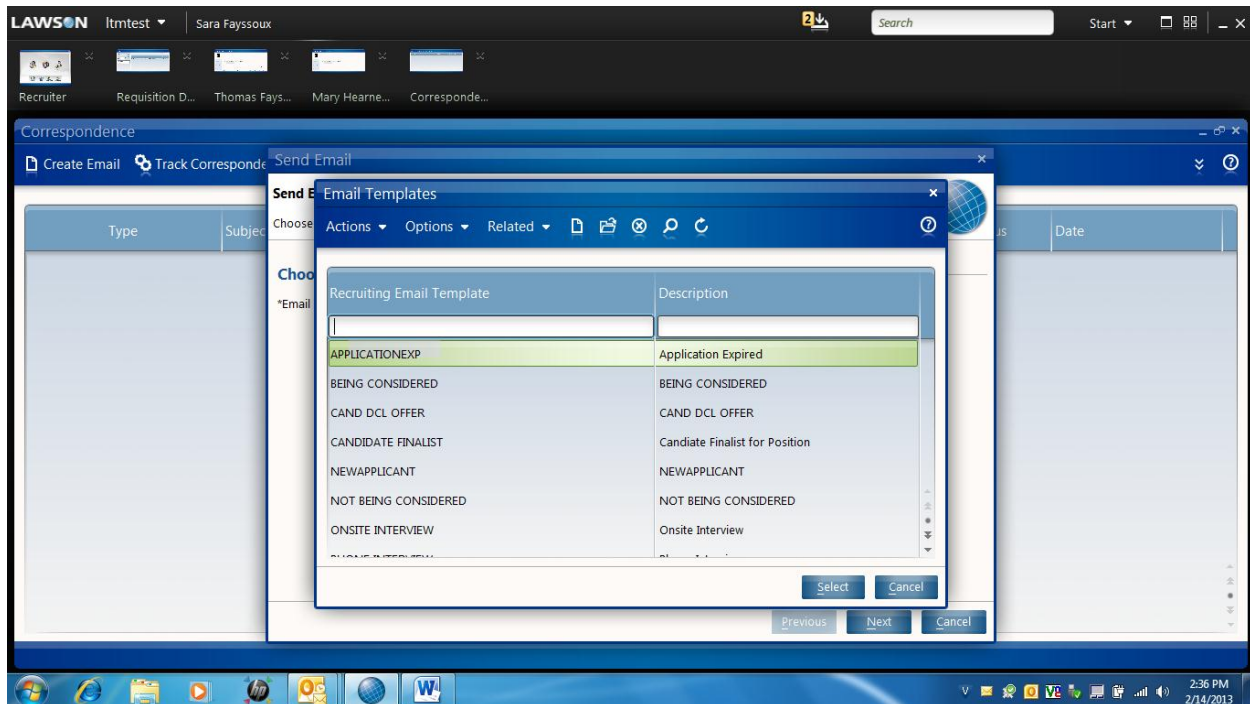 LAWSON ltmtest Sara Fayssoux 2 Search Start
Recruiter Requisition D... Thomas Fays... Mary Hearne... Corresponde...
Correspondence
Create Email Track Corresponde
Send Email
Send E
Choose
Email Templates
Actions Options Related
Type Subjec us Date
Choo
*Email
Recruiting Email Template Description
APPLICATIONEXP Application Expired
BEING CONSIDERED BEING CONSIDERED
CAND DCL OFFER CAND DCL OFFER
CANDIDATE FINALIST Candiate Finalist for Position
NEWAPPLICANT NEWAPPLICANT
NOT BEING CONSIDERED NOT BEING CONSIDERED
ONSITE INTERVIEW Onsite Interview
Select Cancel
Previous Next Cancel
2:36 PM
2/14/2013